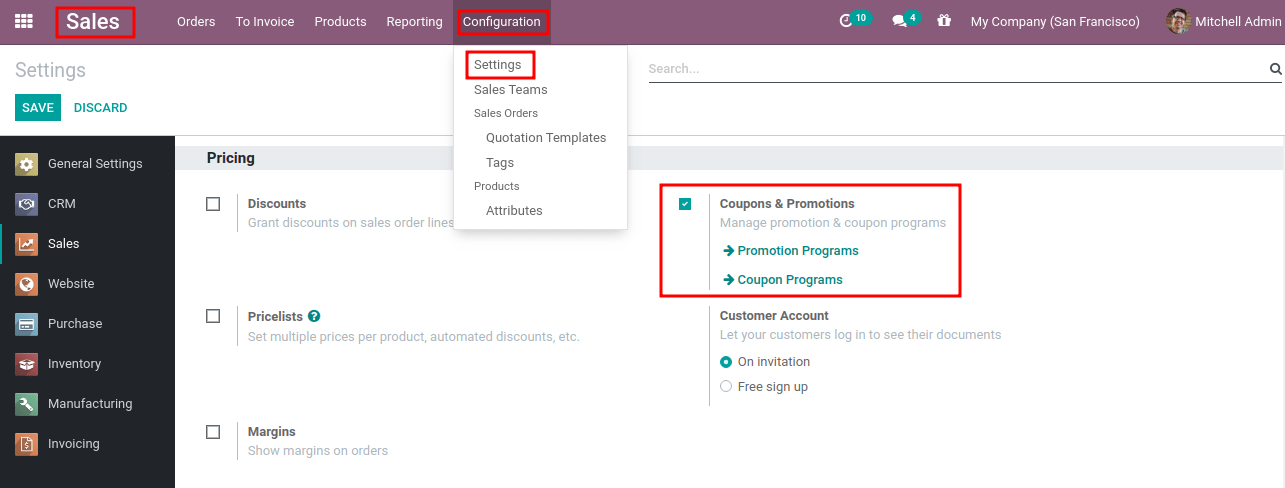 Sales Orders To Invoice Products Reporting Configuration 10 4 My Company (San Francisco) Mitchell Admin
Settings
Search...
SAVE DISCARD
Settings
Sales Teams
Sales Orders
Quotation Templates
Tags
Products
Attributes
General Settings
CRM
Sales
Website
Purchase
Inventory
Manufacturing
Invoicing
Pricing
Discounts
Grant discounts on sales order lines
Coupons & Promotions
Manage promotion & coupon programs
Promotion Programs
Coupon Programs
Pricelists ?
Set multiple prices per product, automated discounts, etc.
Customer Account
Let your customers log in to see their documents
On invitation
Free sign up
Margins
Show margins on orders